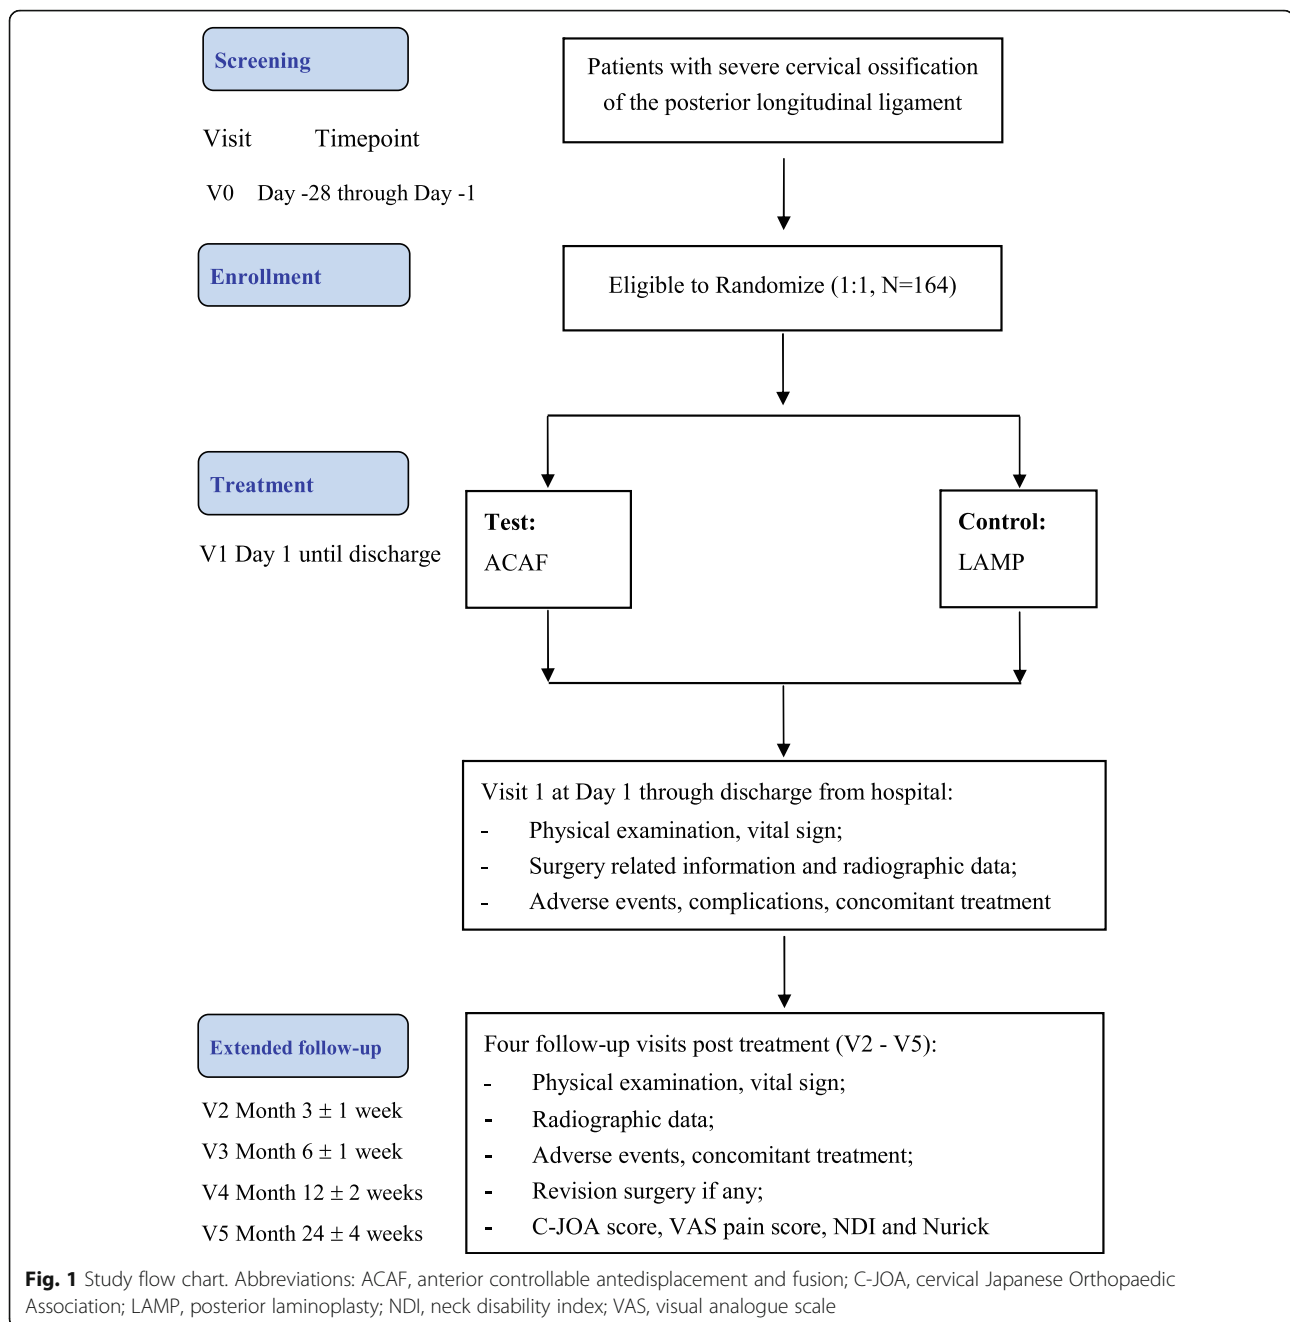 Screening
Patients with severe cervical ossification
of the posterior longitudinal ligament
Visit Timepoint
V0 Day -28 through Day -1
Enrollment
Eligible to Randomize (1:1, N=164)
Treatment
V1 Day 1 until discharge
Test:
ACAF
Control:
LAMP
Visit 1 at Day 1 through discharge from hospital:
- Physical examination, vital sign;
- Surgery related information and radiographic data;
- Adverse events, complications, concomitant treatment
Extended follow-up
V2 Month 3 ± 1 week
V3 Month 6 ± 1 week
V4 Month 12 ± 2 weeks
V5 Month 24 ± 4 weeks
Four follow-up visits post treatment (V2 - V5):
- Physical examination, vital sign;
- Radiographic data;
- Adverse events, concomitant treatment;
- Revision surgery if any;
- C-JOA score, VAS pain score, NDI and Nurick
Fig. 1 Study flow chart. Abbreviations: ACAF, anterior controllable antedisplacement and fusion; C-JOA, cervical Japanese Orthopaedic
Association; LAMP, posterior laminoplasty; NDI, neck disability index; VAS, visual analogue scale